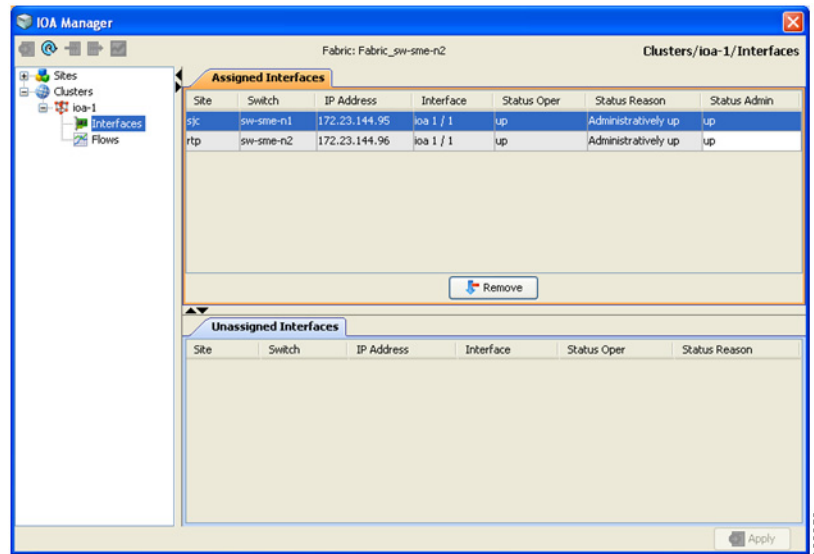 IOA Manager
Fabric: Fabric_sw-sme-n2 Clusters/ioa-1/Interfaces
Sites
Clusters
ioa-1
Interfaces
Flows
Assigned Interfaces
Site Switch IP Address Interface Status Oper Status Reason Status Admin
sjc sw-sme-n1 172.23.144.95 ioa 1 / 1 up Administratively up up
rtp sw-sme-n2 172.23.144.96 ioa 1 / 1 up Administratively up up
Remove
Unassigned Interfaces
Site Switch IP Address Interface Status Oper Status Reason
Apply